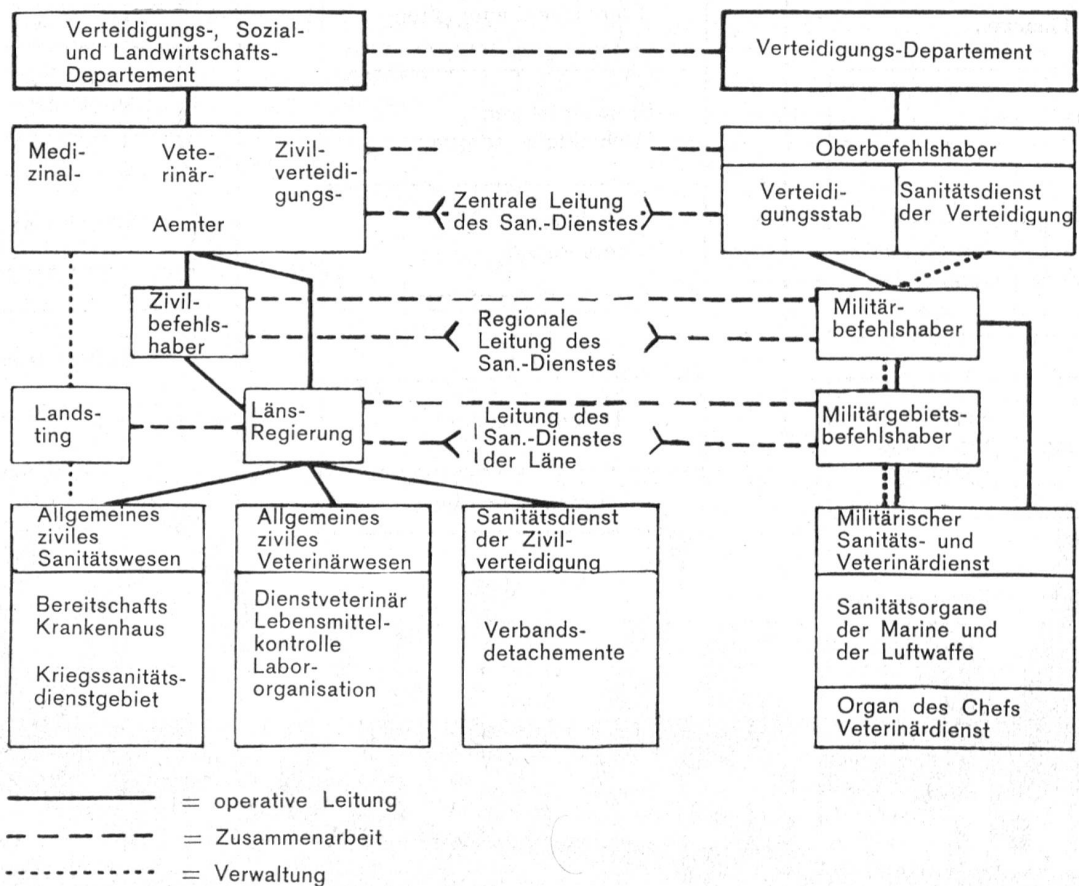 Verteidigungs-, Sozial-
und Landwirtschafts-
Departement
Verteidigungs-Departement
Medi-
zinal-
Vete-
rinär-
Zivil-
verteidi-
gungs-
Aemter
Oberbefehlshaber
Verteidi-
gungsstab
Sanitätsdienst
der Verteidigung
Zentrale Leitung
des San.-Dienstes
Zivil-
befehls-
haber
Regionale
Leitung des
San.-Dienstes
Militär-
befehlshaber
Lands-
ting
Läns-
Regierung
Leitung des
San.-Dienstes
der Läne
Militärgebiets-
befehlshaber
Allgemeines
ziviles
Sanitätswesen
Bereitschafts
Krankenhaus
Kriegssanitäts-
dienstgebiet
Allgemeines
ziviles
Veterinärwesen
Dienstveterinär
Lebensmittel-
kontrolle
Labor-
organisation
Sanitätsdienst
der Zivil-
verteidigung
Verbands-
detachemente
Militärischer
Sanitäts- und
Veterinärdienst
Sanitätsorgane
der Marine und
der Luftwaffe
Organ des Chefs
Veterinärdienst
= operative Leitung
= Zusammenarbeit
= Verwaltung